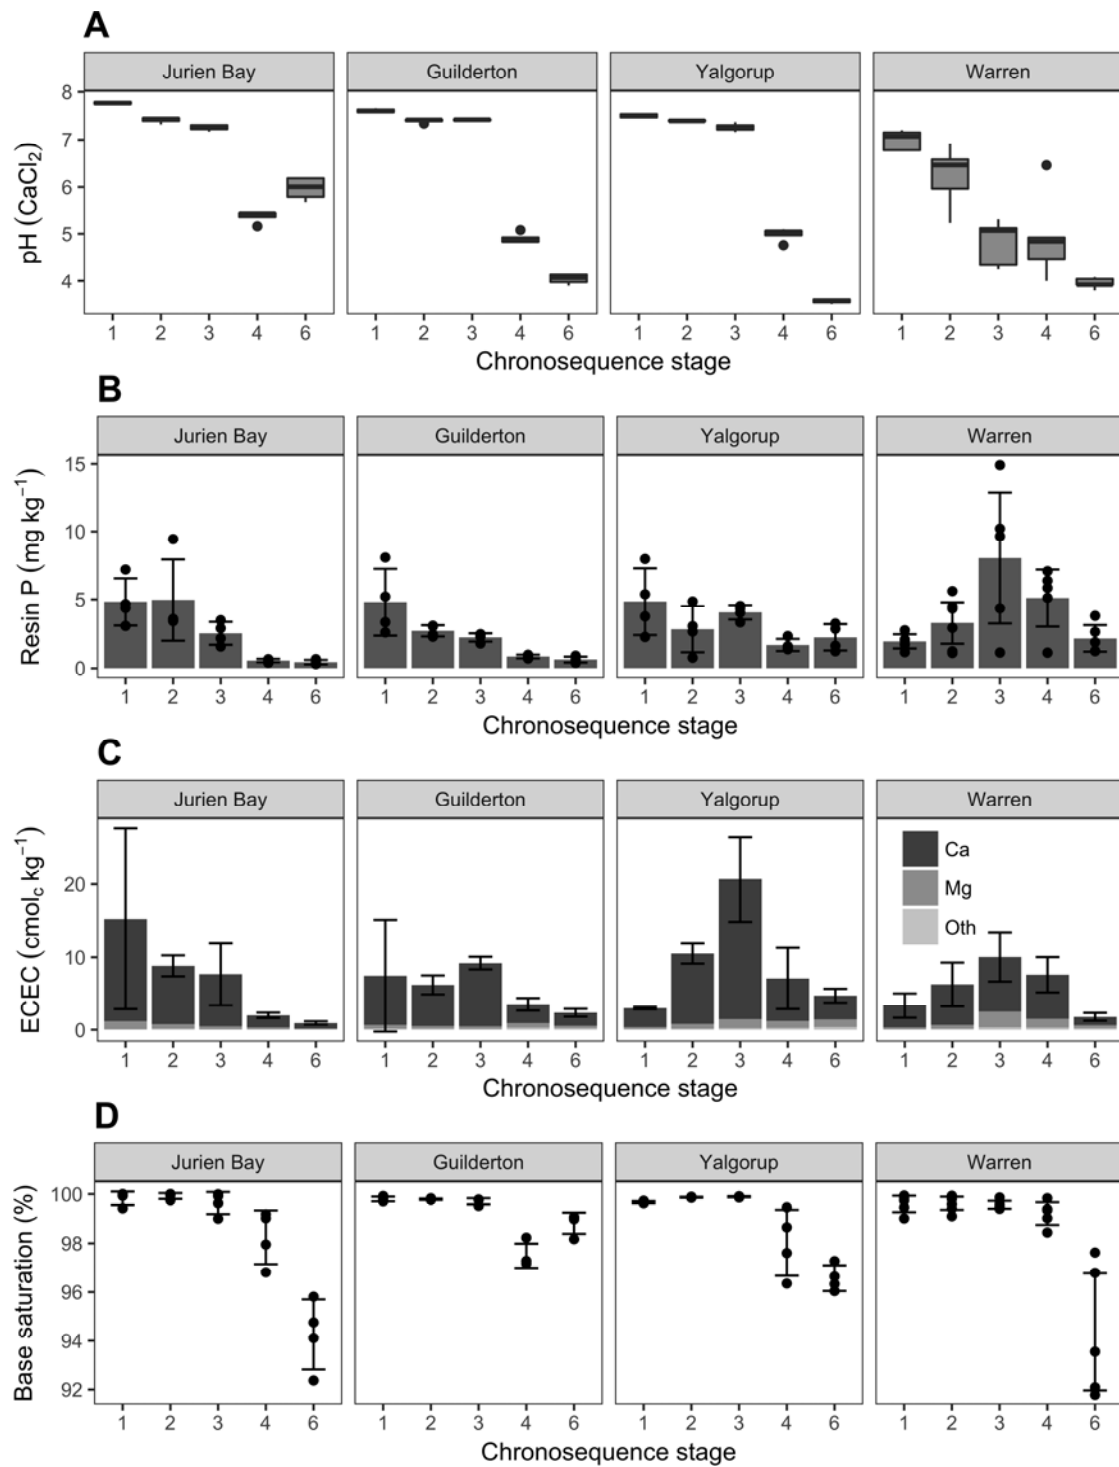 A
Jurien Bay Guilderton Yalgorup Warren
pH (CaCl₂)
8
7
6
5
4
1 2 3 4 6 1 2 3 4 6 1 2 3 4 6 1 2 3 4 6
Chronosequence stage
B
Jurien Bay Guilderton Yalgorup Warren
Resin P (mg kg⁻¹)
15
10
5
0
1 2 3 4 6 1 2 3 4 6 1 2 3 4 6 1 2 3 4 6
Chronosequence stage
C
Jurien Bay Guilderton Yalgorup Warren
ECEC (cmol꜀ kg⁻¹)
20
10
0
Ca
Mg
Oth
1 2 3 4 6 1 2 3 4 6 1 2 3 4 6 1 2 3 4 6
Chronosequence stage
D
Jurien Bay Guilderton Yalgorup Warren
Base saturation (%)
100
98
96
94
92
1 2 3 4 6 1 2 3 4 6 1 2 3 4 6 1 2 3 4 6
Chronosequence stage